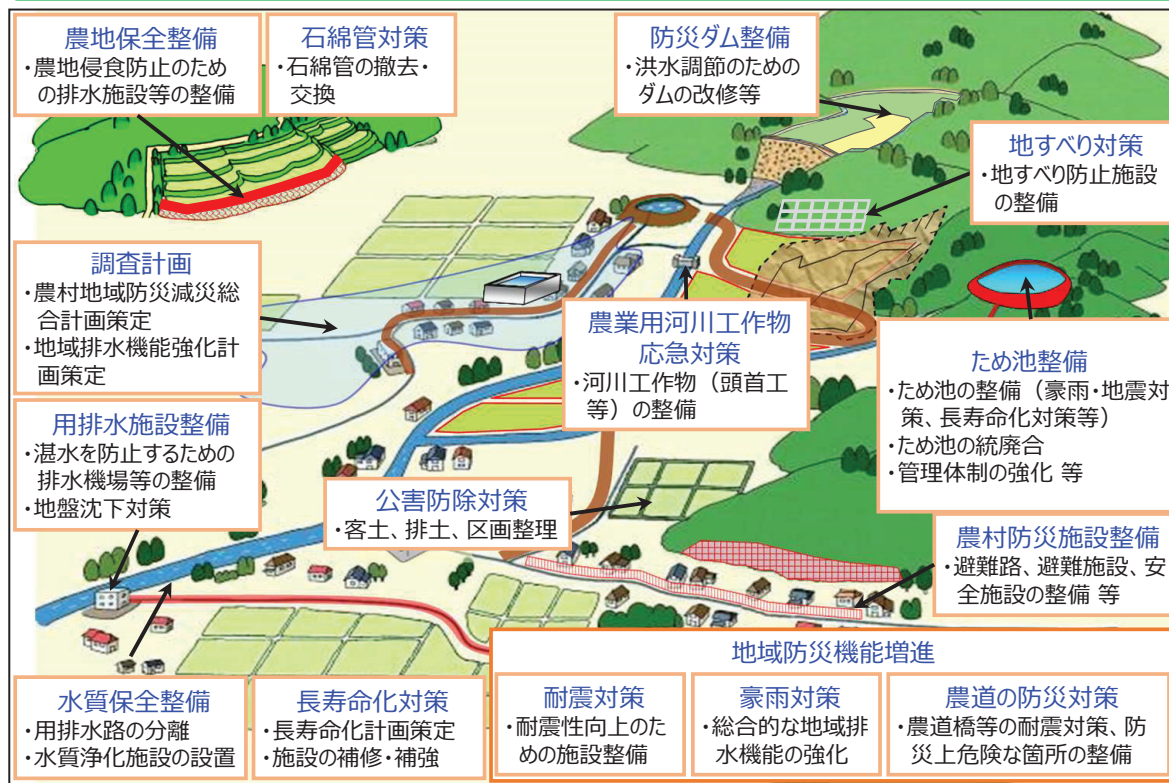 農地保全整備
・農地侵食防止のため
の排水施設等の整備
石綿管対策
・石綿管の撤去・
交換
防災ダム整備
・洪水調節のための
ダムの改修等
地すべり対策
・地すべり防止施設
の整備
調査計画
・農村地域防災減災総
合計画策定
・地域排水機能強化計
画策定
農業用河川工作物
応急対策
・河川工作物（頭首工
等）の整備
ため池整備
・ため池の整備（豪雨・地震対
策、長寿命化対策等）
・ため池の統廃合
・管理体制の強化 等
用排水施設整備
・湛水を防止するための
排水機場等の整備
・地盤沈下対策
公害防除対策
・客土、排土、区画整理
農村防災施設整備
・避難路、避難施設、安
全施設の整備 等
水質保全整備
・用排水路の分離
・水質浄化施設の設置
長寿命化対策
・長寿命化計画策定
・施設の補修・補強
地域防災機能増進
耐震対策
・耐震性向上のた
めの施設整備
豪雨対策
・総合的な地域排
水機能の強化
農道の防災対策
・農道橋等の耐震対策、防
災上危険な箇所の整備